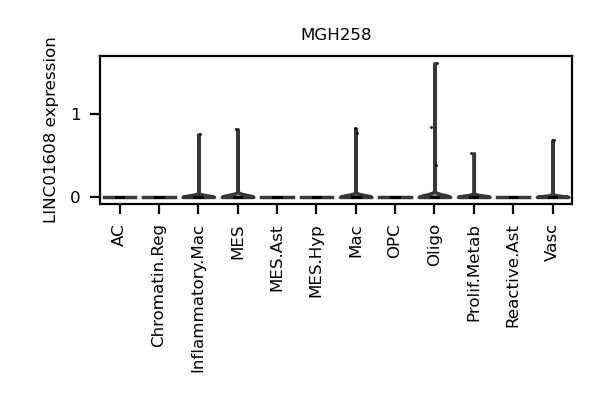 MGH258
LINC01608 expression
1
0
AC
Chromatin.Reg
Inflammatory.Mac
MES
MES.Ast
MES.Hyp
Mac
OPC
Oligo
Prolif.Metab
Reactive.Ast
Vasc